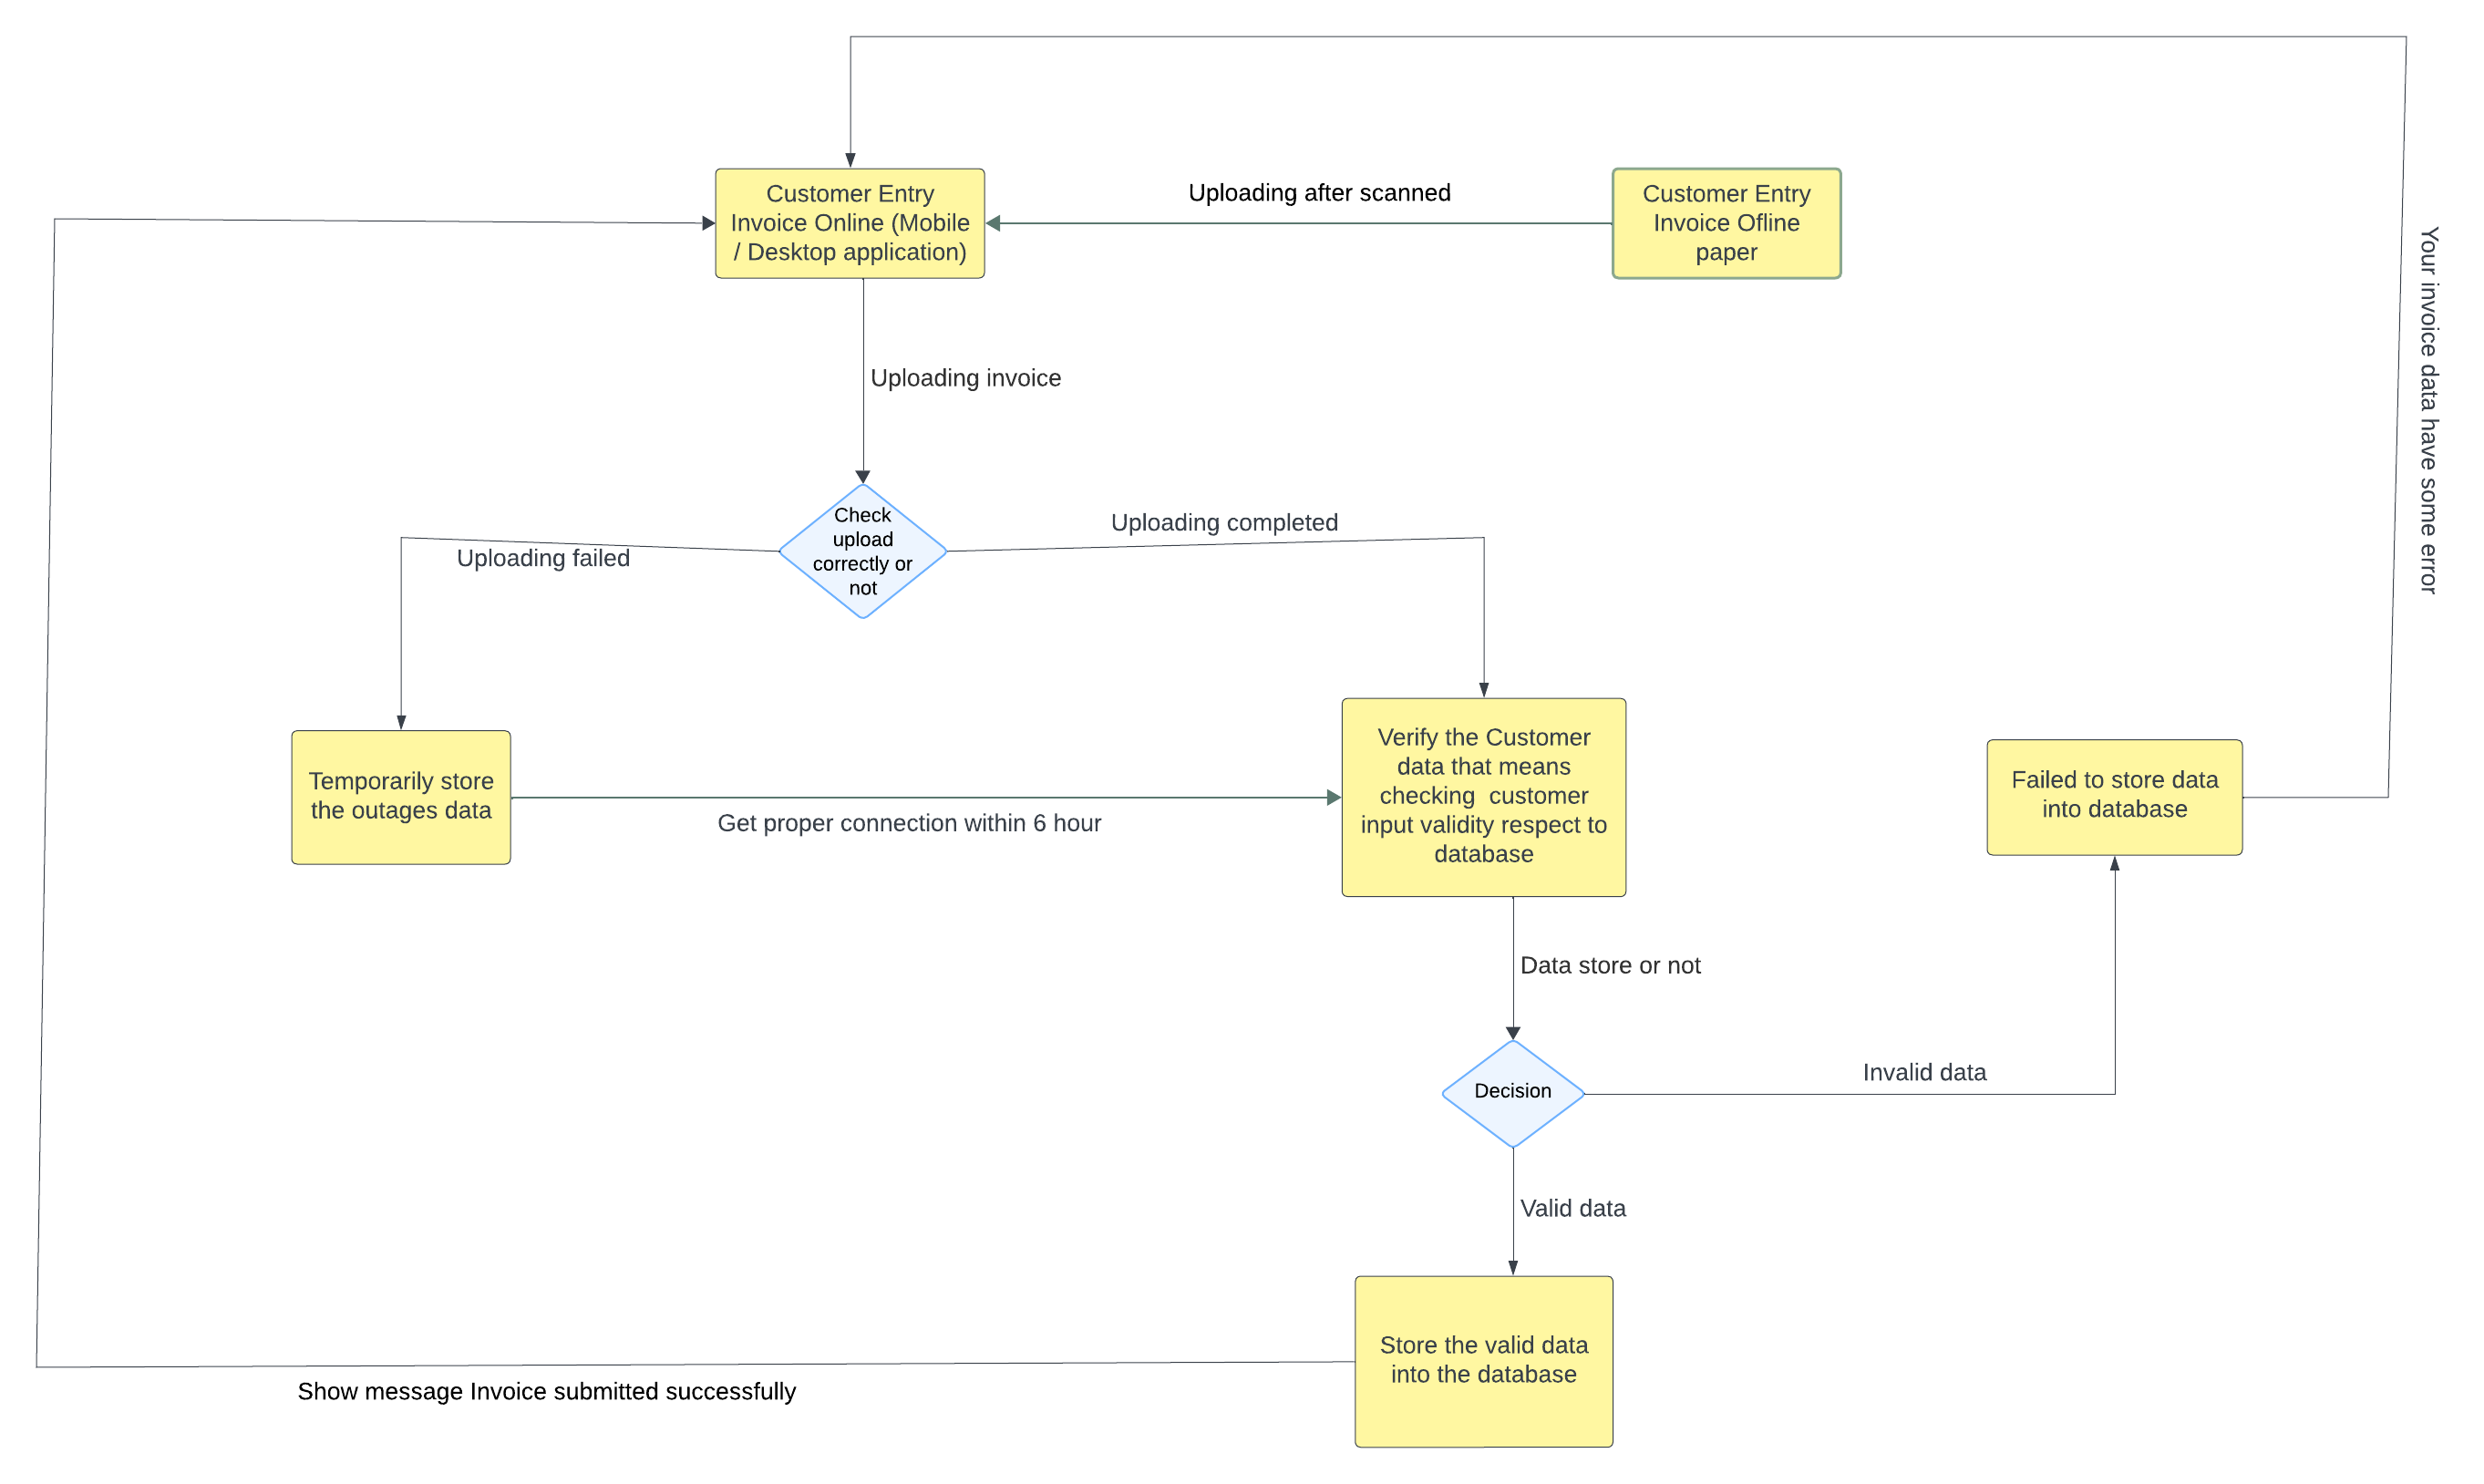 Customer Entry
Invoice Online (Mobile
/ Desktop application)
Uploading after scanned
Customer Entry
Invoice Ofline
paper
Your invoice data have some error
Uploading invoice
Check
upload
correctly or
not
Uploading failed
Uploading completed
Temporarily store
the outages data
Get proper connection within 6 hour
Verify the Customer
data that means
checking  customer
input validity respect to
database
Failed to store data
into database
Data store or not
Decision
Invalid data
Valid data
Store the valid data
into the database
Show message Invoice submitted successfully